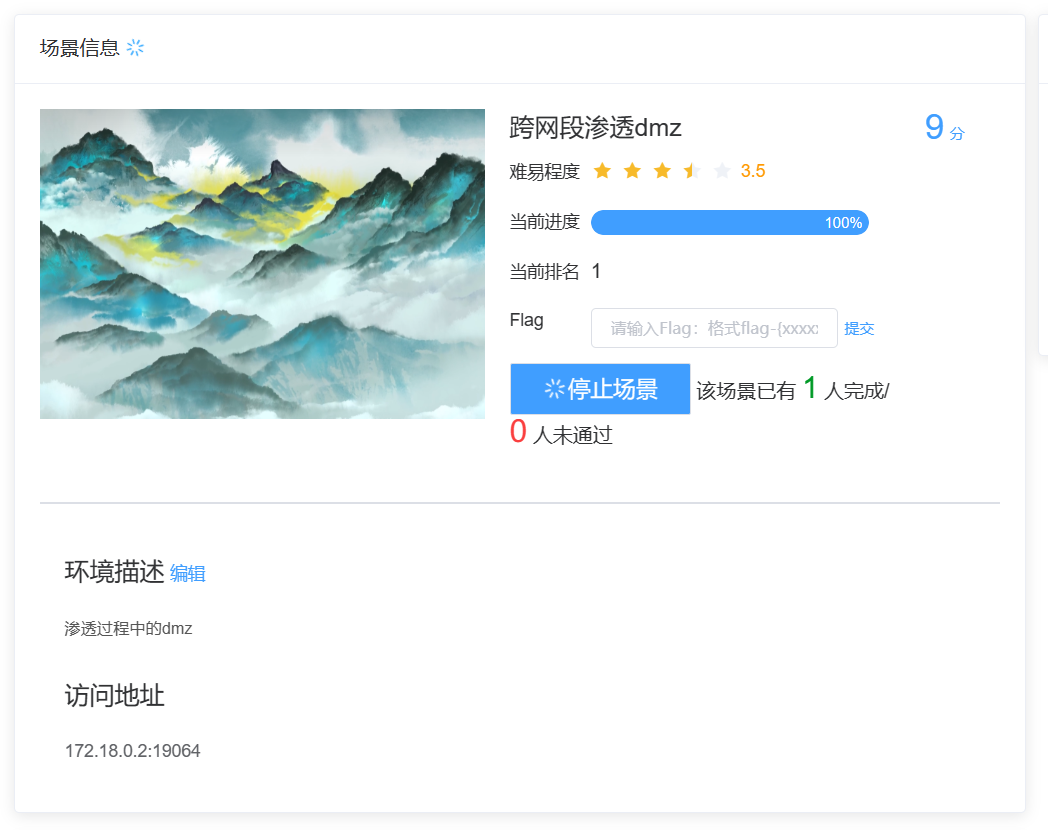 场景信息
跨网段渗透dmz
9 分
难易程度 3.5
当前进度 100%
当前排名 1
Flag 请输入Flag：格式flag-{xxxx: 提交
停止场景 该场景已有 1 人完成/
0 人未通过
环境描述 编辑
渗透过程中的dmz
访问地址
172.18.0.2:19064